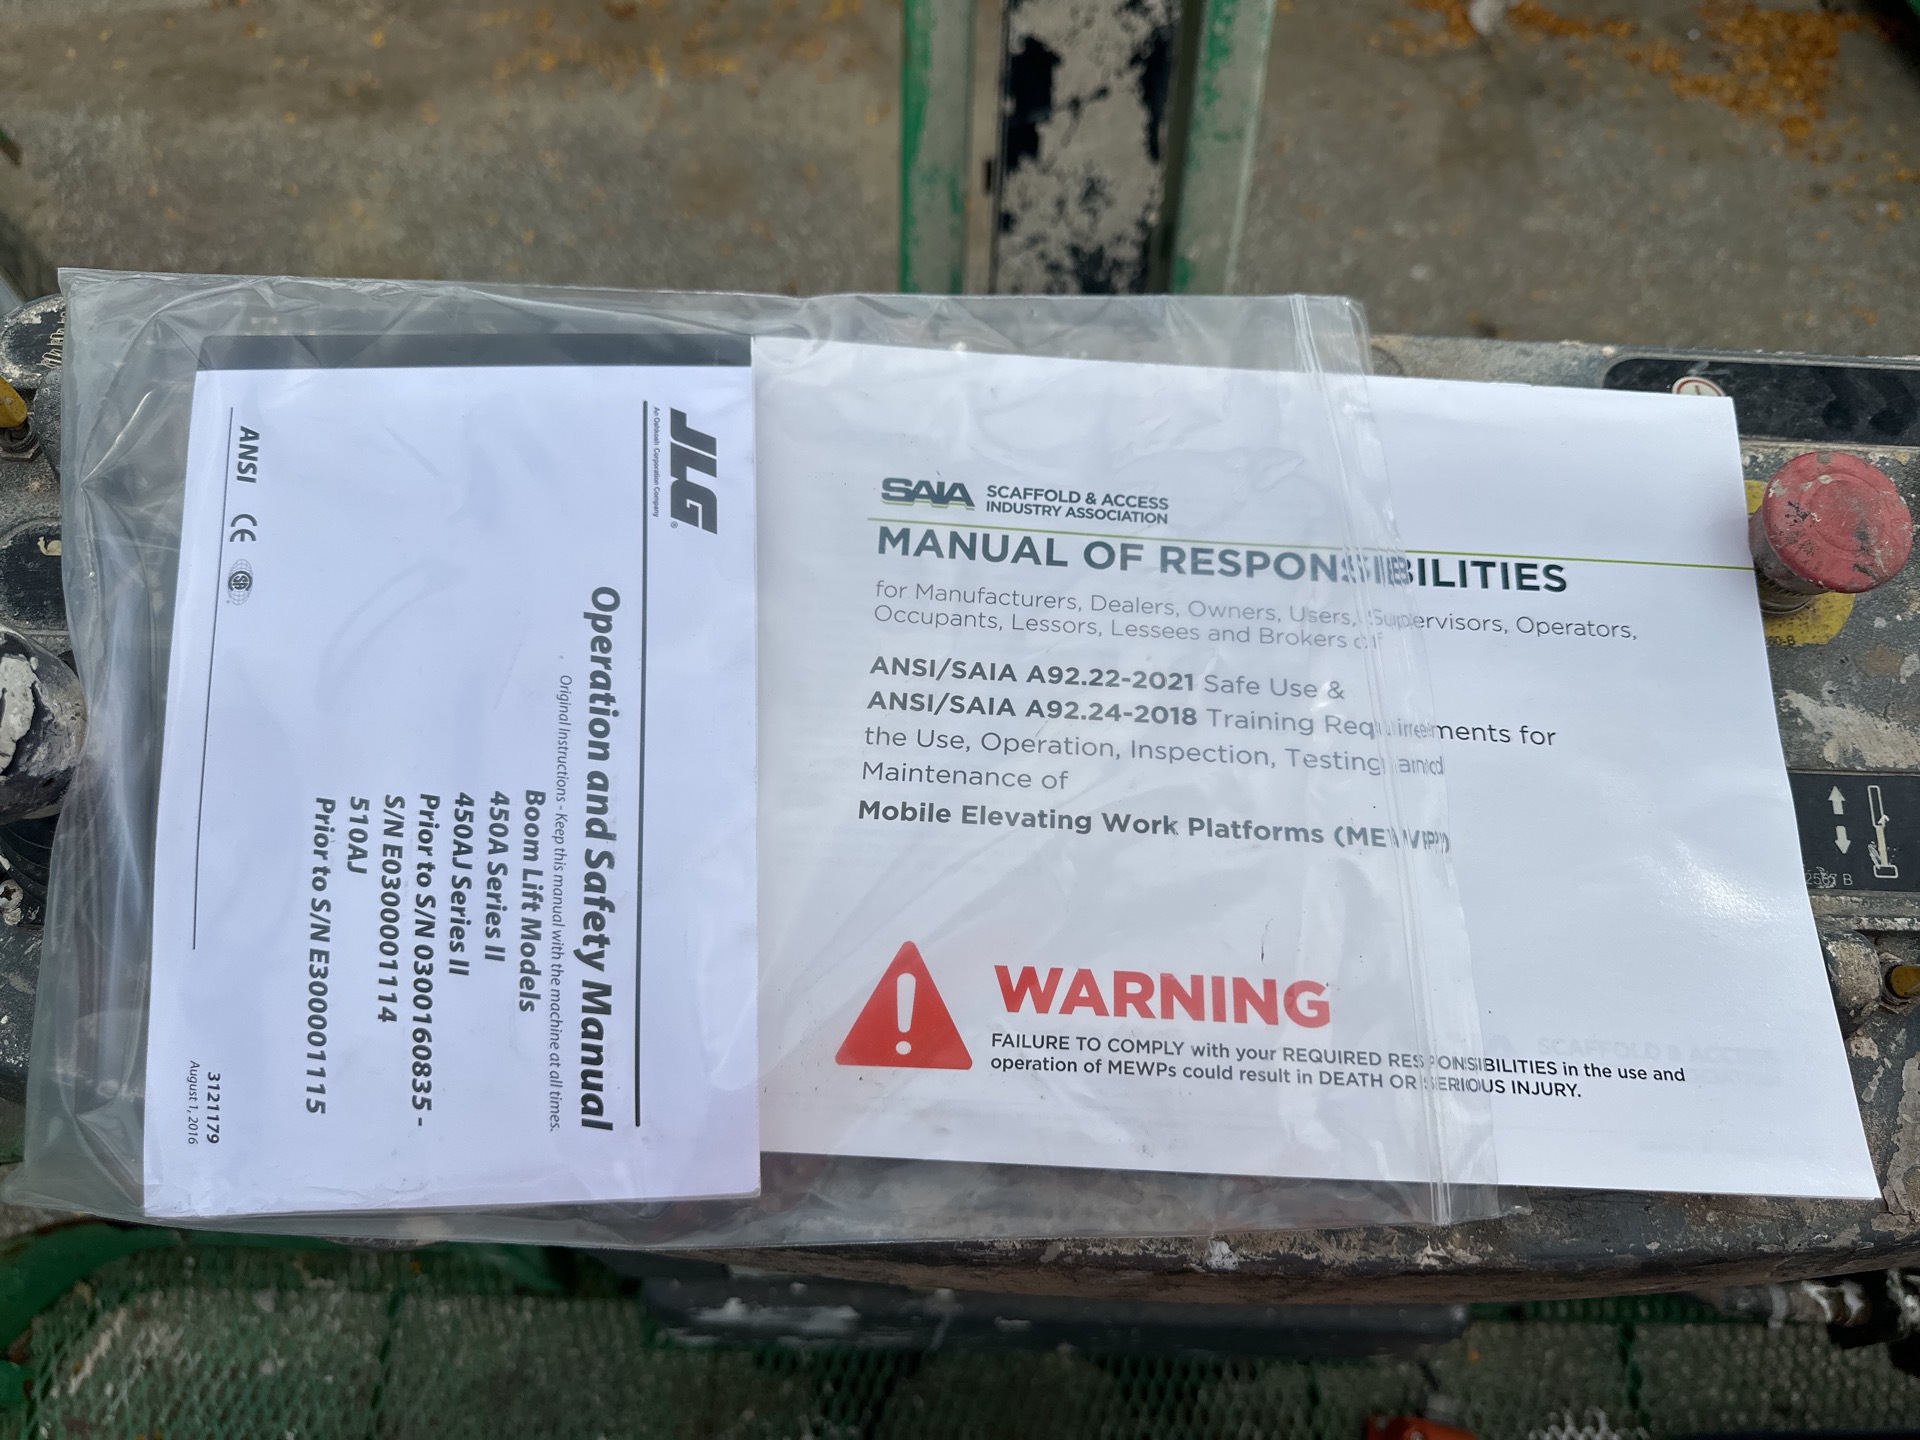 JLG®
An Oshkosh Corporation Company
Operation and Safety Manual
Original Instructions - Keep this manual with the machine at all times.
Boom Lift Models
450A Series II
450AJ Series II
Prior to S/N 0300160835 -
S/N E030001114
510AJ
Prior to S/N E300001115
ANSI CE
3121179
August 1, 2016
SAIA SCAFFOLD & ACCESS
INDUSTRY ASSOCIATION
MANUAL OF RESPONSIBILITIES
for Manufacturers, Dealers, Owners, Users, Supervisors, Operators,
Occupants, Lessors, Lessees and Brokers of
ANSI/SAIA A92.22-2021 Safe Use &
ANSI/SAIA A92.24-2018 Training Requirements for
the Use, Operation, Inspection, Testing and
Maintenance of
Mobile Elevating Work Platforms (MEWP)
WARNING
FAILURE TO COMPLY with your REQUIRED RESPONSIBILITIES in the use and
operation of MEWPs could result in DEATH OR SERIOUS INJURY.